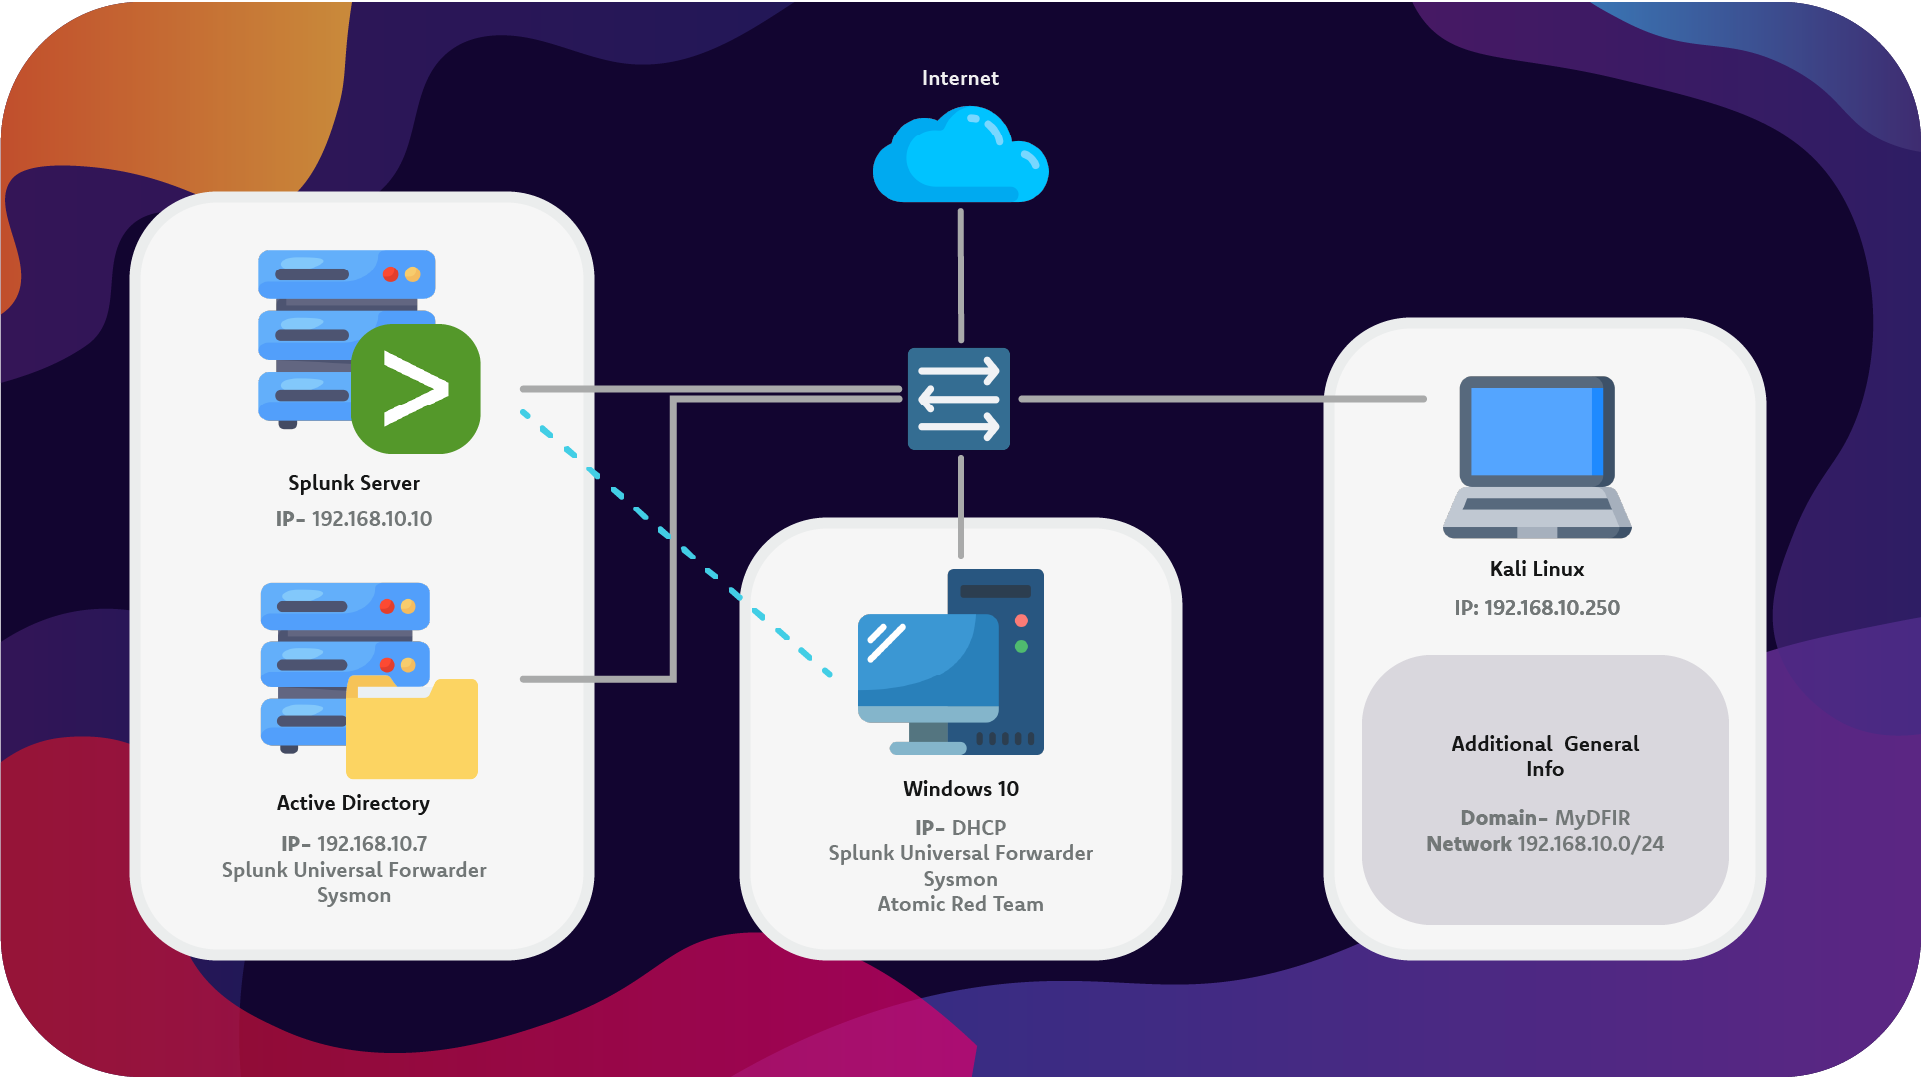 Internet
Splunk Server
IP- 192.168.10.10
Active Directory
IP- 192.168.10.7
Splunk Universal Forwarder
Sysmon
Windows 10
IP- DHCP
Splunk Universal Forwarder
Sysmon
Atomic Red Team
Kali Linux
IP: 192.168.10.250
Additional General
Info
Domain- MyDFIR
Network 192.168.10.0/24